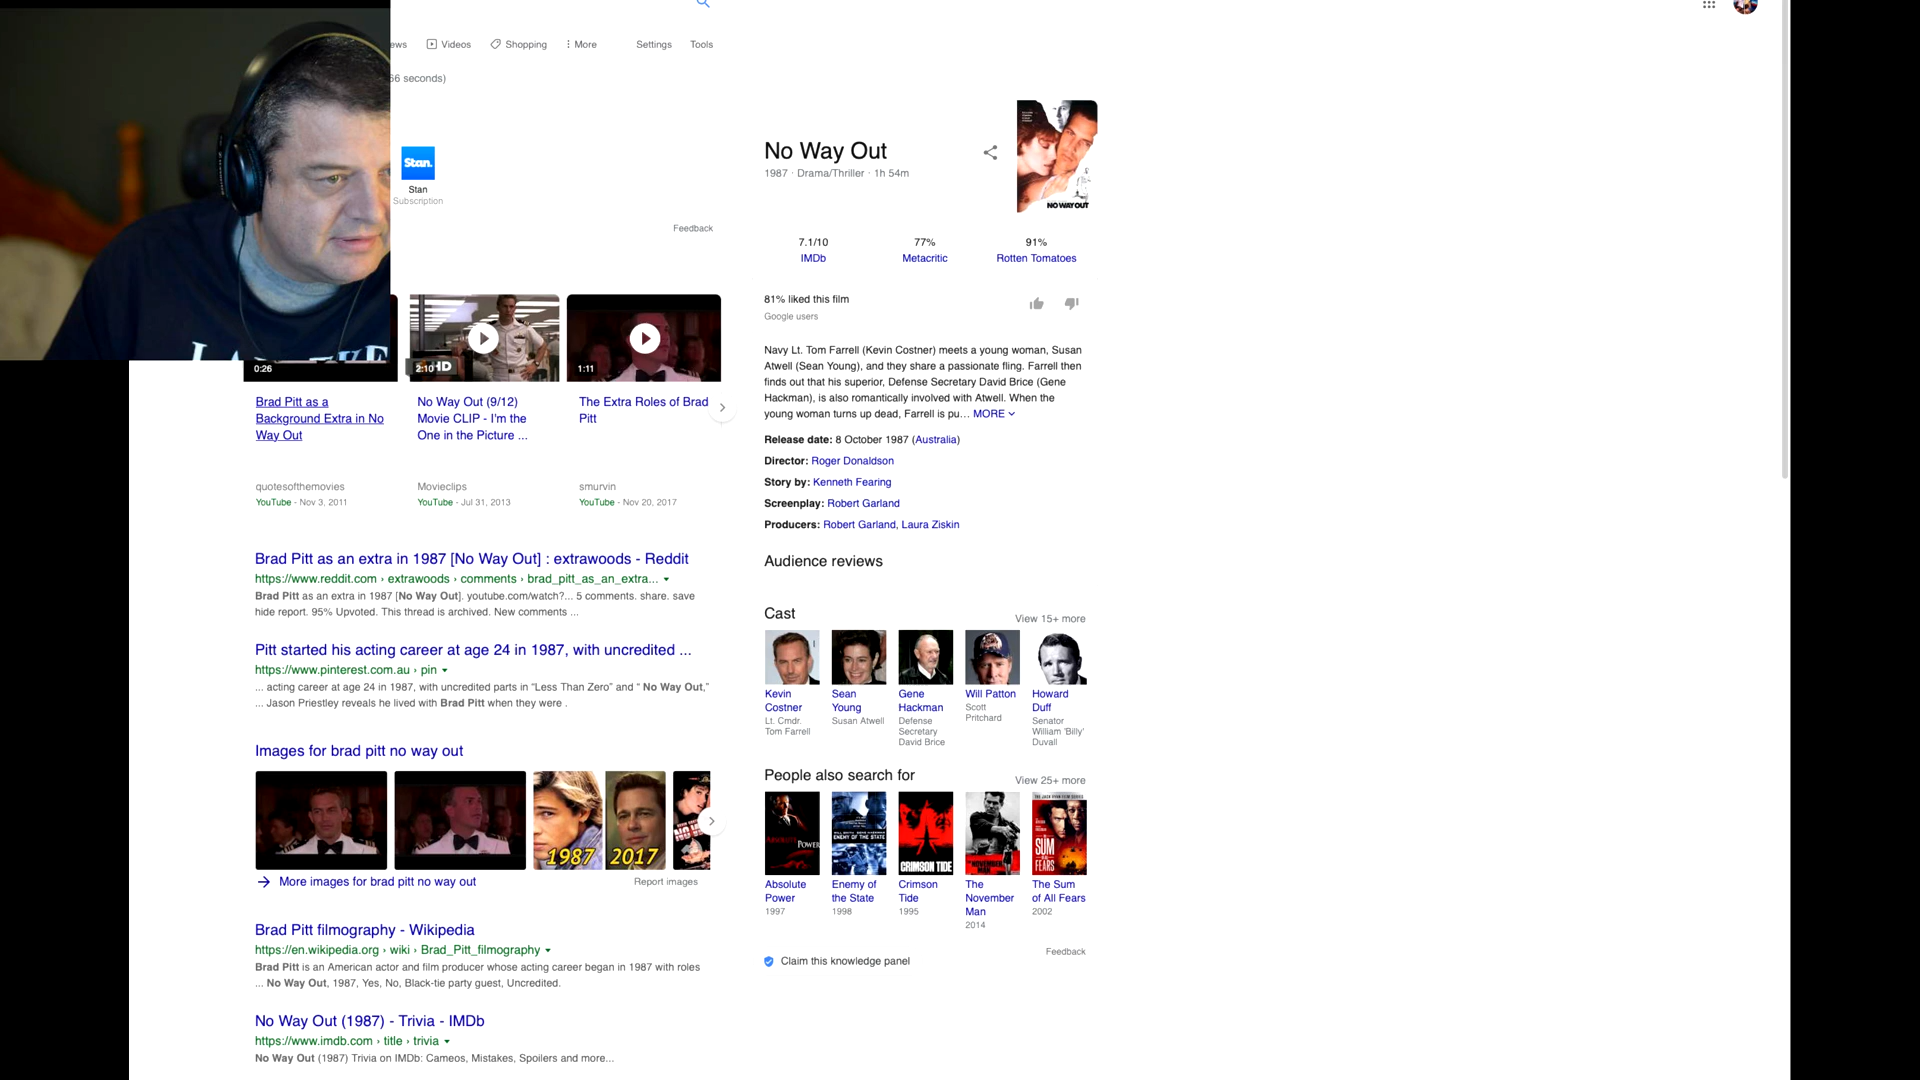 ews
Videos
Shopping
More
Settings
Tools
66 seconds)
Stan.
Stan
Subscription
Feedback
0:26
2:10
HD
1:11
Brad Pitt as a
Background Extra in No
Way Out
quotesofthemovies
YouTube - Nov 3, 2011
No Way Out (9/12)
Movie CLIP - I'm the
One in the Picture ...
Movieclips
YouTube - Jul 31, 2013
The Extra Roles of Brad
Pitt
smurvin
YouTube - Nov 20, 2017
Brad Pitt as an extra in 1987 [No Way Out] : extrawoods - Reddit
https://www.reddit.com › extrawoods › comments › brad_pitt_as_an_extra...
Brad Pitt as an extra in 1987 [No Way Out]. youtube.com/watch?... 5 comments. share. save
hide report. 95% Upvoted. This thread is archived. New comments ...
Pitt started his acting career at age 24 in 1987, with uncredited ...
https://www.pinterest.com.au › pin
... acting career at age 24 in 1987, with uncredited parts in “Less Than Zero” and “ No Way Out,”
... Jason Priestley reveals he lived with Brad Pitt when they were .
Images for brad pitt no way out
1987
2017
More images for brad pitt no way out
Report images
Brad Pitt filmography - Wikipedia
https://en.wikipedia.org › wiki › Brad_Pitt_filmography
Brad Pitt is an American actor and film producer whose acting career began in 1987 with roles
... No Way Out, 1987, Yes, No, Black-tie party guest, Uncredited.
No Way Out (1987) - Trivia - IMDb
https://www.imdb.com › title › trivia
No Way Out (1987) Trivia on IMDb: Cameos, Mistakes, Spoilers and more...
No Way Out
1987 · Drama/Thriller · 1h 54m
NO WAY OUT
7.1/10
IMDb
77%
Metacritic
91%
Rotten Tomatoes
81% liked this film
Google users
Navy Lt. Tom Farrell (Kevin Costner) meets a young woman, Susan
Atwell (Sean Young), and they share a passionate fling. Farrell then
finds out that his superior, Defense Secretary David Brice (Gene
Hackman), is also romantically involved with Atwell. When the
young woman turns up dead, Farrell is pu… MORE
Release date: 8 October 1987 (Australia)
Director: Roger Donaldson
Story by: Kenneth Fearing
Screenplay: Robert Garland
Producers: Robert Garland, Laura Ziskin
Audience reviews
Cast
View 15+ more
Kevin
Costner
Lt. Cmdr.
Tom Farrell
Sean
Young
Susan Atwell
Gene
Hackman
Defense
Secretary
David Brice
Will Patton
Scott
Pritchard
Howard
Duff
Senator
William 'Billy'
Duvall
People also search for
View 25+ more
ABSOLUTE
POWER
ENEMY OF
THE STATE
CRIMSON TIDE
NOVEMBER
MAN
SUM
FEARS
Absolute
Power
1997
Enemy of
the State
1998
Crimson
Tide
1995
The
November
Man
2014
The Sum
of All Fears
2002
Feedback
Claim this knowledge panel